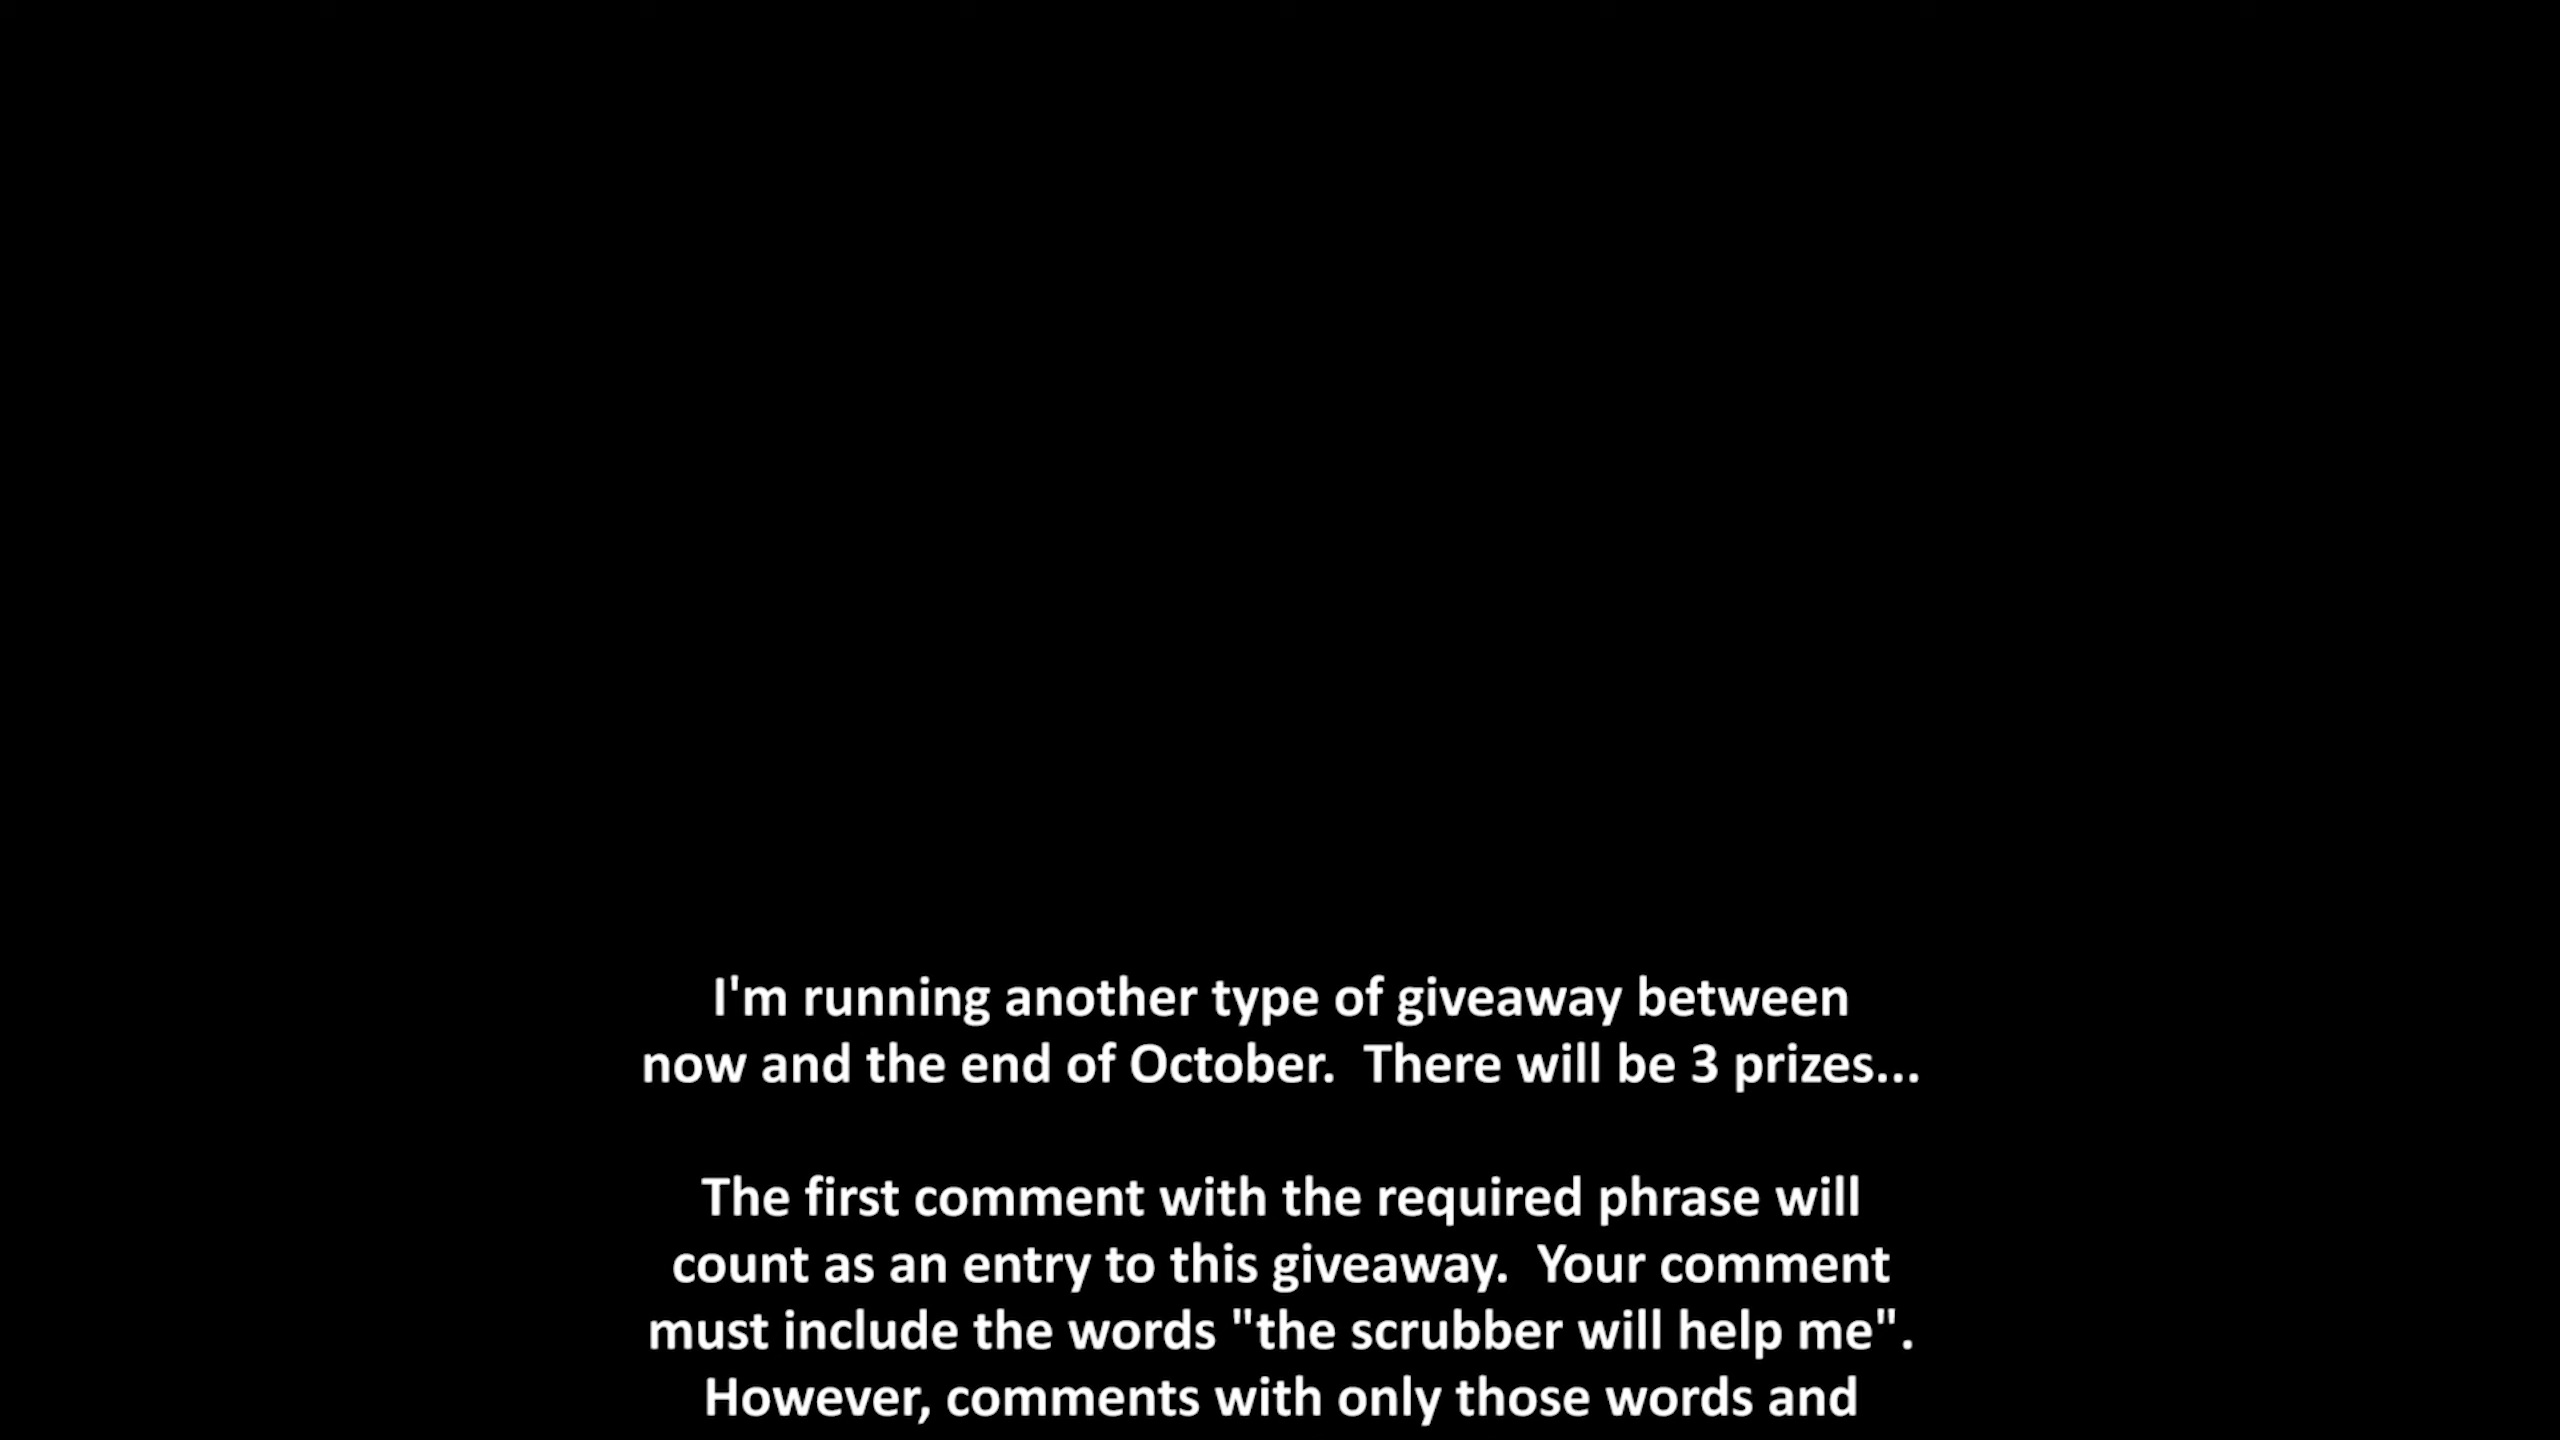 I'm running another type of giveaway between
now and the end of October.  There will be 3 prizes...
The first comment with the required phrase will
count as an entry to this giveaway.  Your comment
must include the words "the scrubber will help me".
However, comments with only those words and